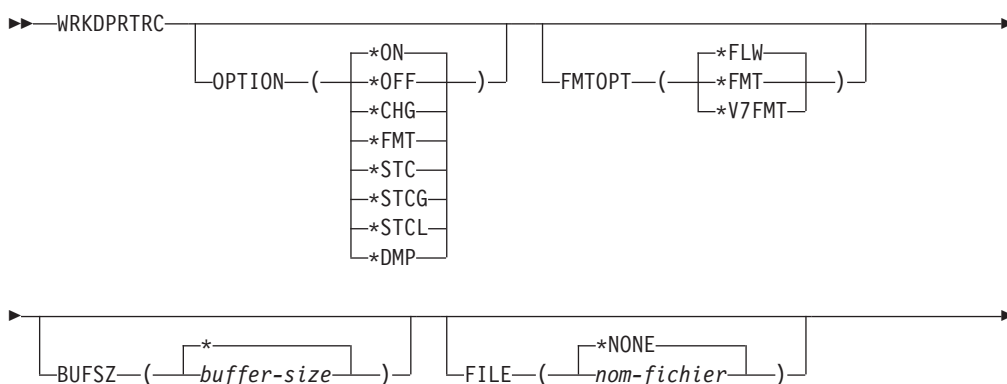 WRKDPRTRC
*ON
OPTION ( *OFF )
*CHG
*FMT
*STC
*STCG
*STCL
*DMP
*FLW
FMTOPT ( *FMT )
*V7FMT
*
BUFSZ ( buffer-size )
*NONE
FILE ( nom-fichier )